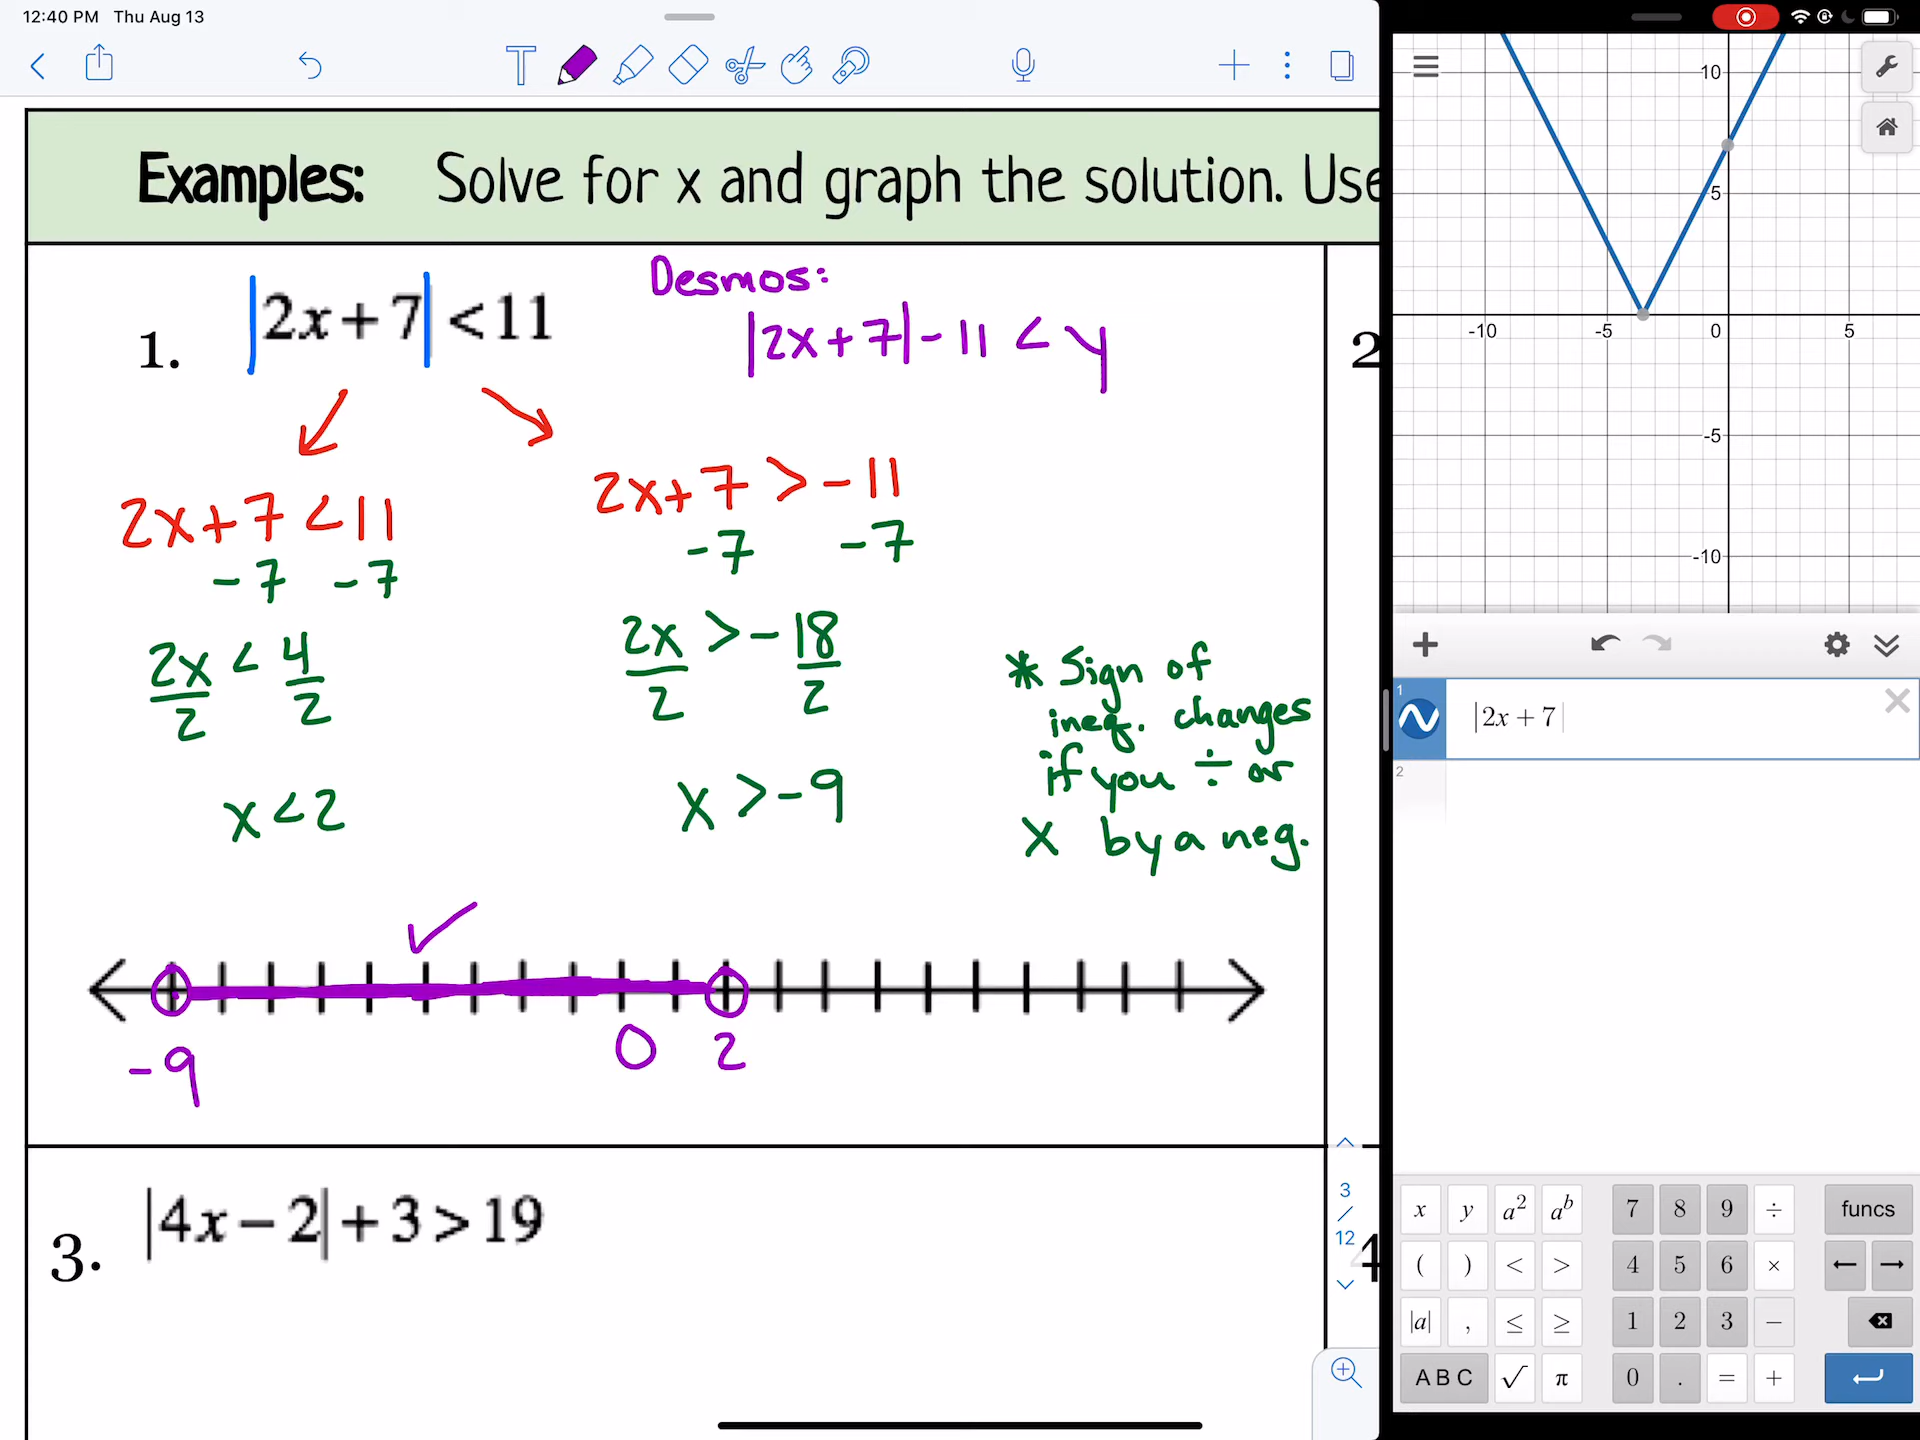 12:40 PM Thu Aug 13
Examples: Solve for x and graph the solution. Use
1. |2x+7| <11
Desmos:
|2x+7|-11 < y
2x+7 <11
-7 -7
2x < 4
2 2
x<2
2x+7 >-11
-7 -7
2x >-18
2 2
x >-9
* Sign of
ineq. changes
if you ÷ or
X by a neg.
-9 0 2
2
3. |4x-2|+3>19
4
3
/
12
10
5
-10 -5 0 5
-5
-10
1
|2x+7|
2
x y a² aᵇ 7 8 9 ÷ funcs
( ) < > 4 5 6 × ← →
|a| , ≤ ≥ 1 2 3 −
A B C √ π 0 . = +